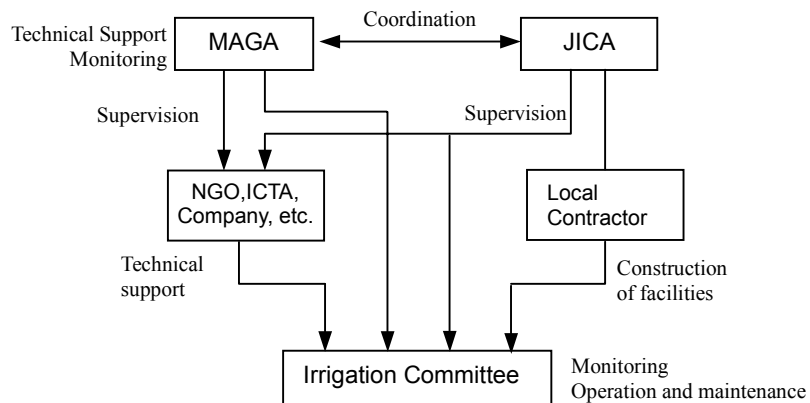 Coordination
Technical Support
Monitoring
MAGA
JICA
Supervision
Supervision
NGO,ICTA,
Company, etc.
Local
Contractor
Technical
support
Construction
of facilities
Irrigation Committee
Monitoring
Operation and maintenance